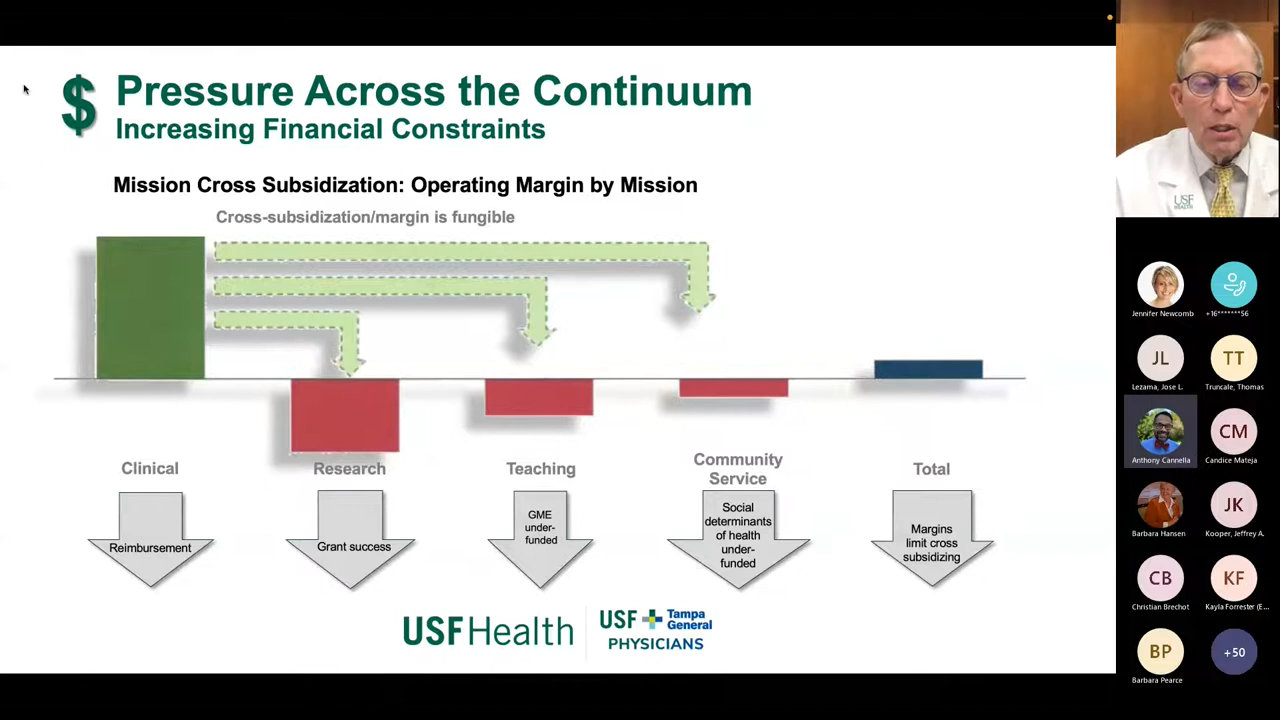 $ Pressure Across the Continuum
Increasing Financial Constraints
Mission Cross Subsidization: Operating Margin by Mission
Cross-subsidization/margin is fungible
Clinical
Research
Teaching
Community
Service
Total
Reimbursement
Grant success
GME
under-
funded
Social
determinants
of health
under-
funded
Margins
limit cross
subsidizing
USFHealth
USF Tampa
General
PHYSICIANS
USF
HEALTH
Jennifer Newcomb
+16*******56
JL
Lezama, Jose L.
TT
Truncale, Thomas
Anthony Cannella
CM
Candice Mateja
Barbara Hansen
JK
Kooper, Jeffrey A.
CB
Christian Brechot
KF
Kayla Forrester (E...
BP
Barbara Pearce
+50